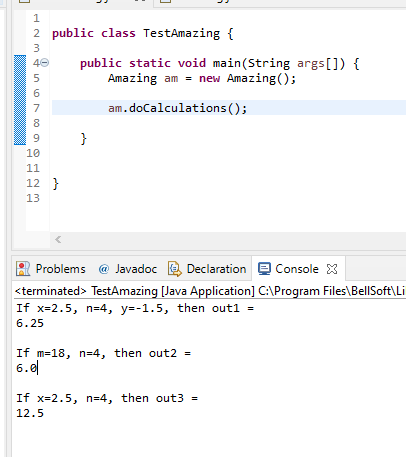 1
2 public class TestAmazing {
3
4 public static void main(String args[]) {
5 Amazing am = new Amazing();
6
7 am.doCalculations();
8
9 }
10
11
12 }
13
Problems @ Javadoc Declaration Console
<terminated> TestAmazing [Java Application] C:\Program Files\BellSoft\Li
If x=2.5, n=4, y=-1.5, then out1 =
6.25
If m=18, n=4, then out2 =
6.0
If x=2.5, n=4, then out3 =
12.5